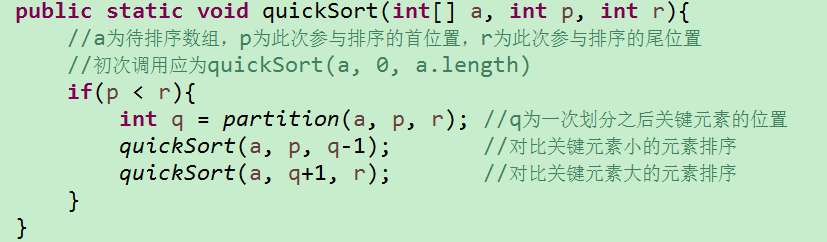 public static void quickSort(int[] a, int p, int r){
//a为待排序数组，p为此次参与排序的首位置，r为此次参与排序的尾位置
//初次调用应为quickSort(a, 0, a.length)
if(p < r){
int q = partition(a, p, r); //q为一次划分之后关键元素的位置
quickSort(a, p, q-1); //对比关键元素小的元素排序
quickSort(a, q+1, r); //对比关键元素大的元素排序
}
}